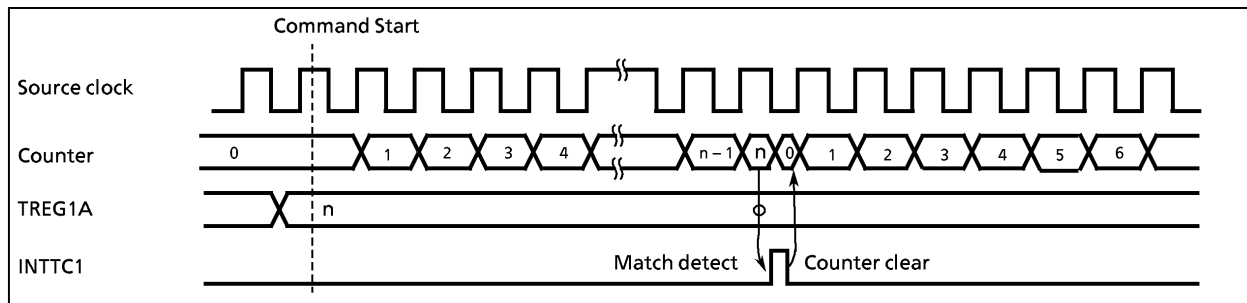 Command Start
Source clock
Counter 0 1 2 3 4 n – 1 n 0 1 2 3 4 5 6
TREG1A n
INTTC1 Match detect Counter clear